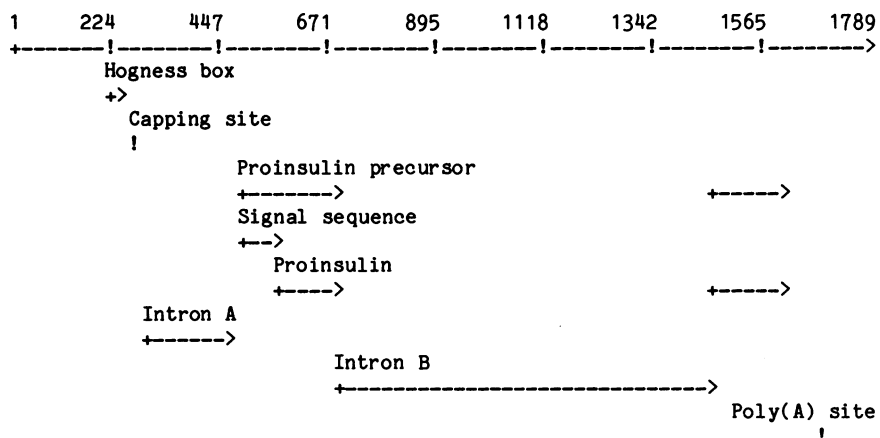 1 224 447 671 895 1118 1342 1565 1789
+-------!--------!--------!--------!--------!--------!--------!-------->
Hogness box
+>
Capping site
!
Proinsulin precursor
+-------> +----->
Signal sequence
+-->
Proinsulin
+----> +----->
Intron A
+------>
Intron B
+------------------------------>
Poly(A) site
!